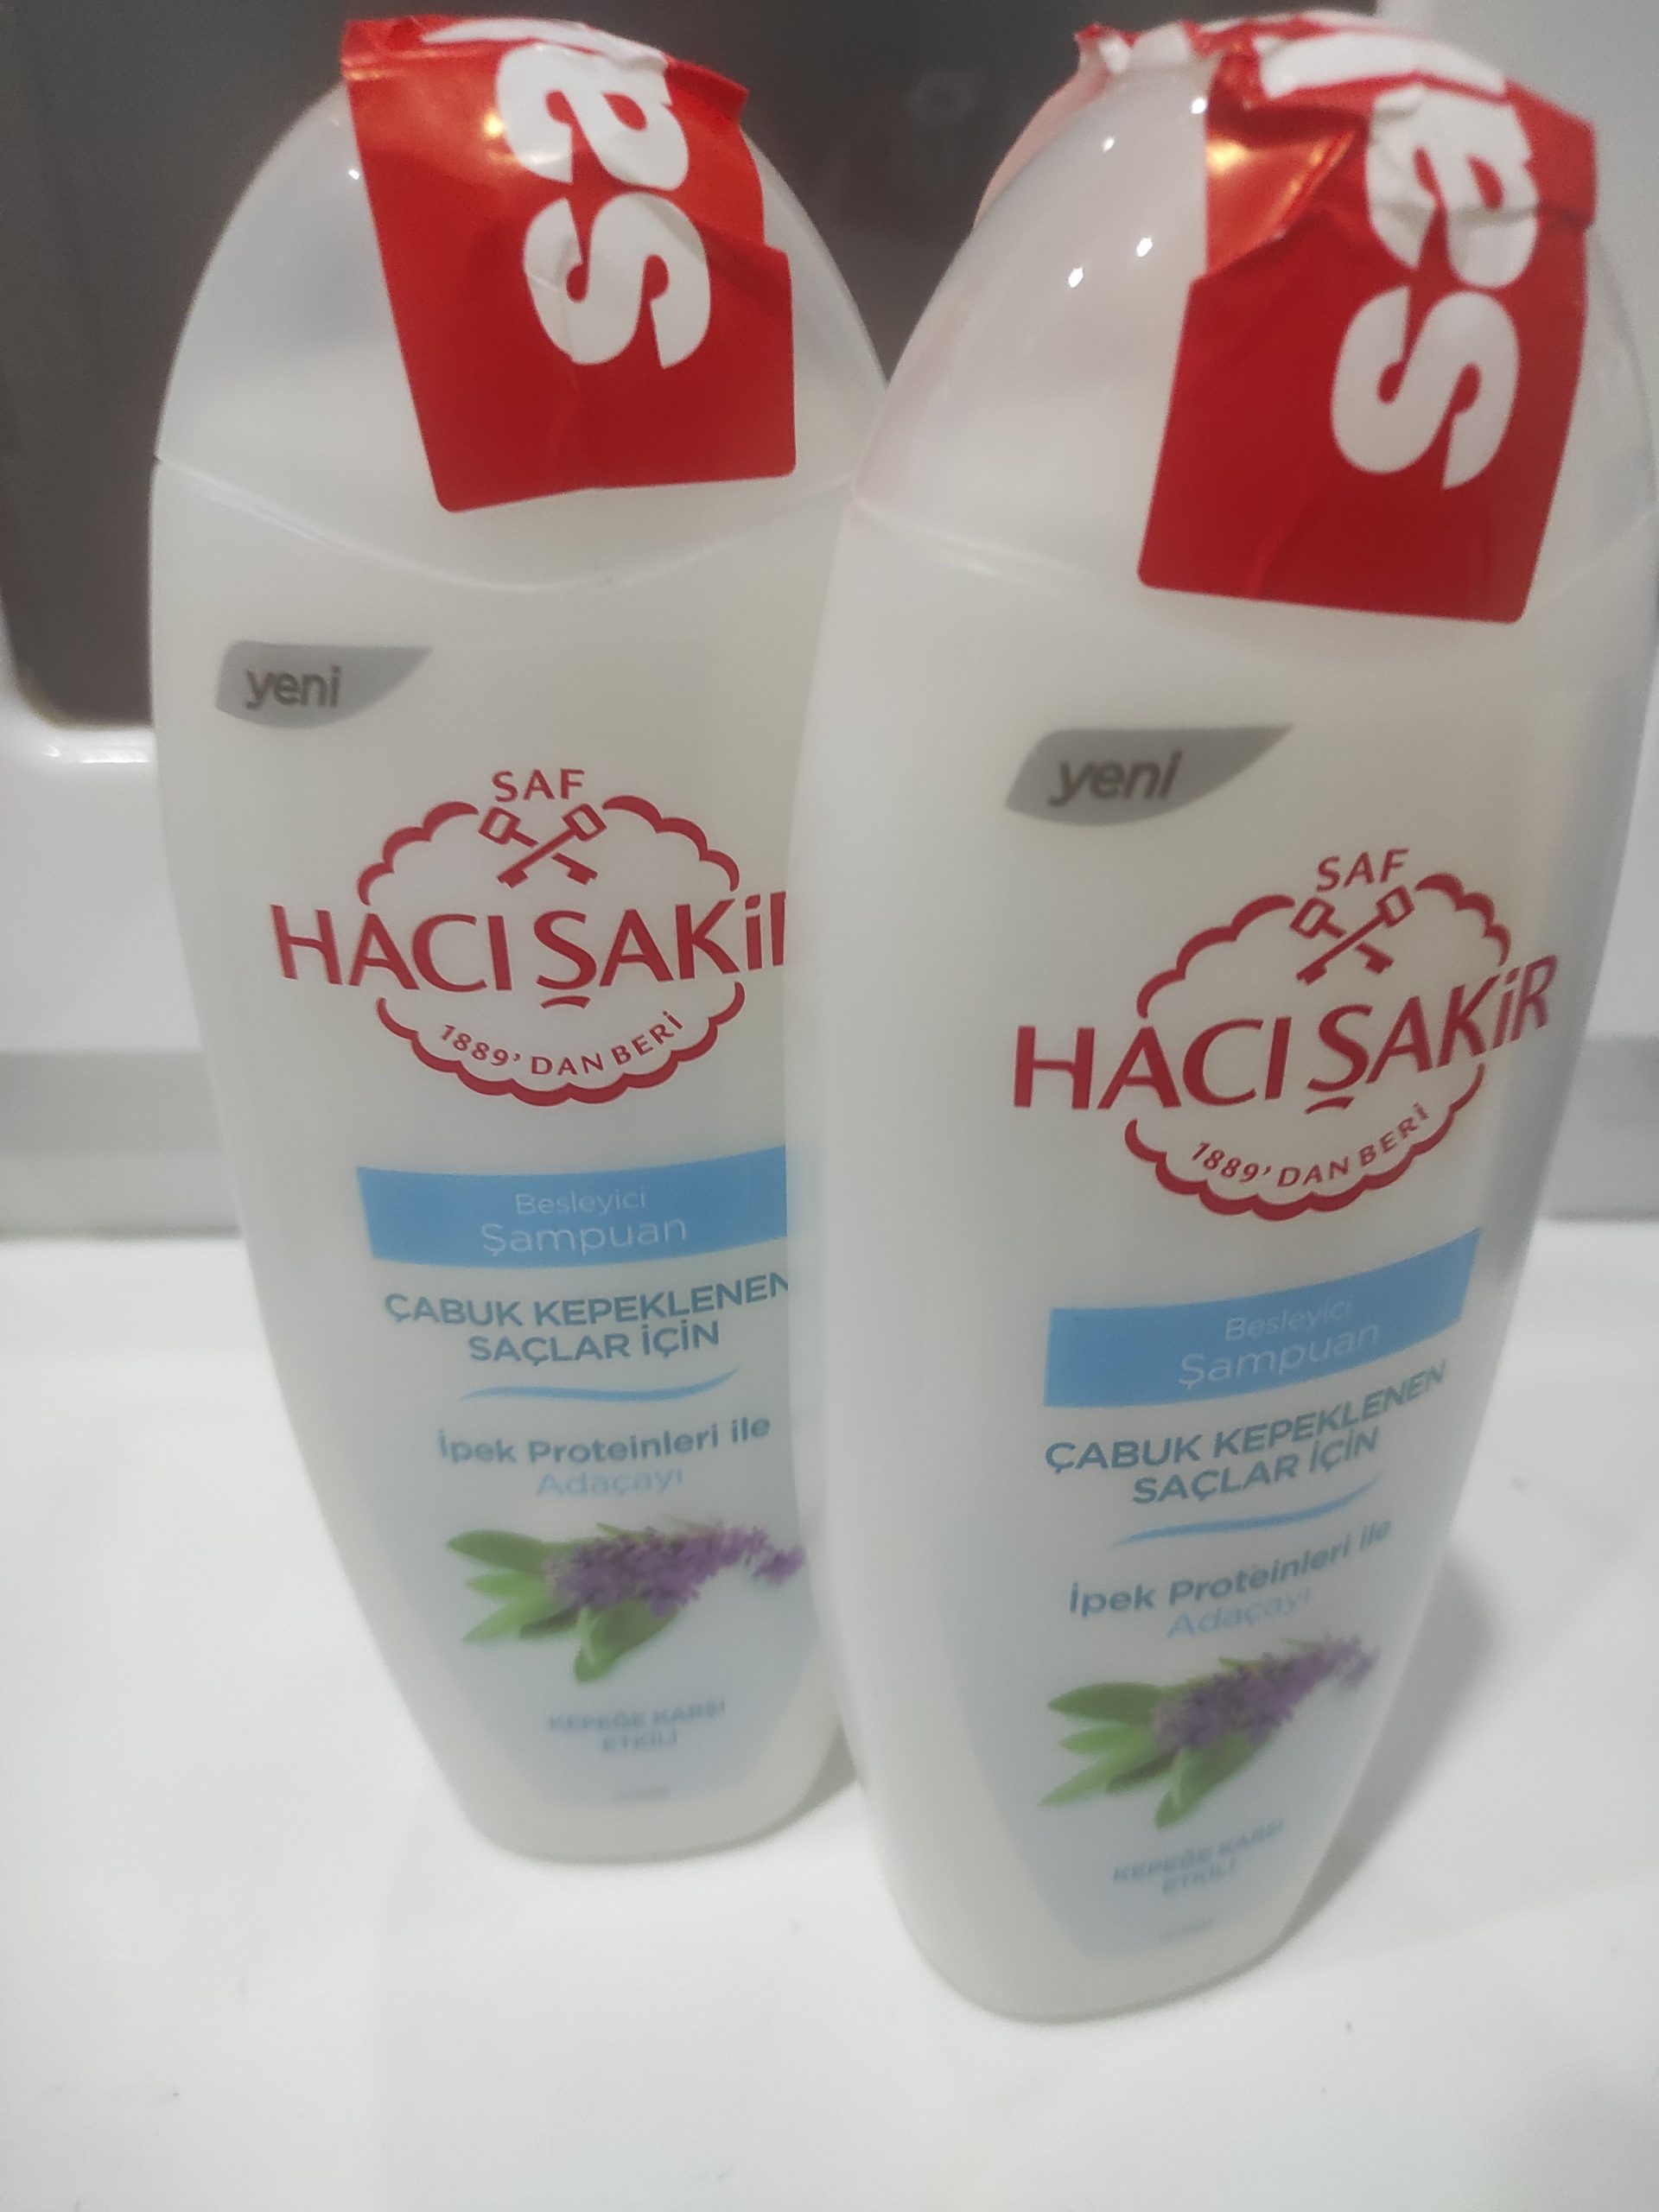 es
yeni
SAF
HACI ŞAKİ
1889'DAN BERİ
Besleyici
Şampuan
ÇABUK KEPEKLENEN
SAÇLAR İÇİN
İpek Proteinleri ile
Adaçayı
KEPEĞE KARŞI
ETKİLİ
es
yeni
SAF
HACI ŞAKİR
1889'DAN BERİ
Besleyici
Şampuan
ÇABUK KEPEKLENEN
SAÇLAR İÇİN
İpek Proteinleri ile
Adaçayı
KEPEĞE KARŞI
ETKİLİ